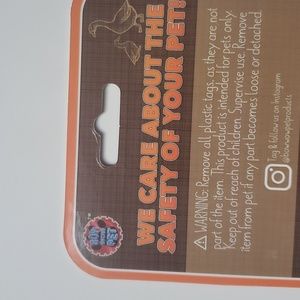 WE CARE ABOUT THE
SAFETY OF YOUR PET!
⚠ WARNING: Remove all plastic tags, as they are not
part of the item. This product is intended for pets only.
Keep out of reach of children. Supervise use. Remove
item from pet if any part becomes loose or detached.
Tag & follow us on Instagram
PET